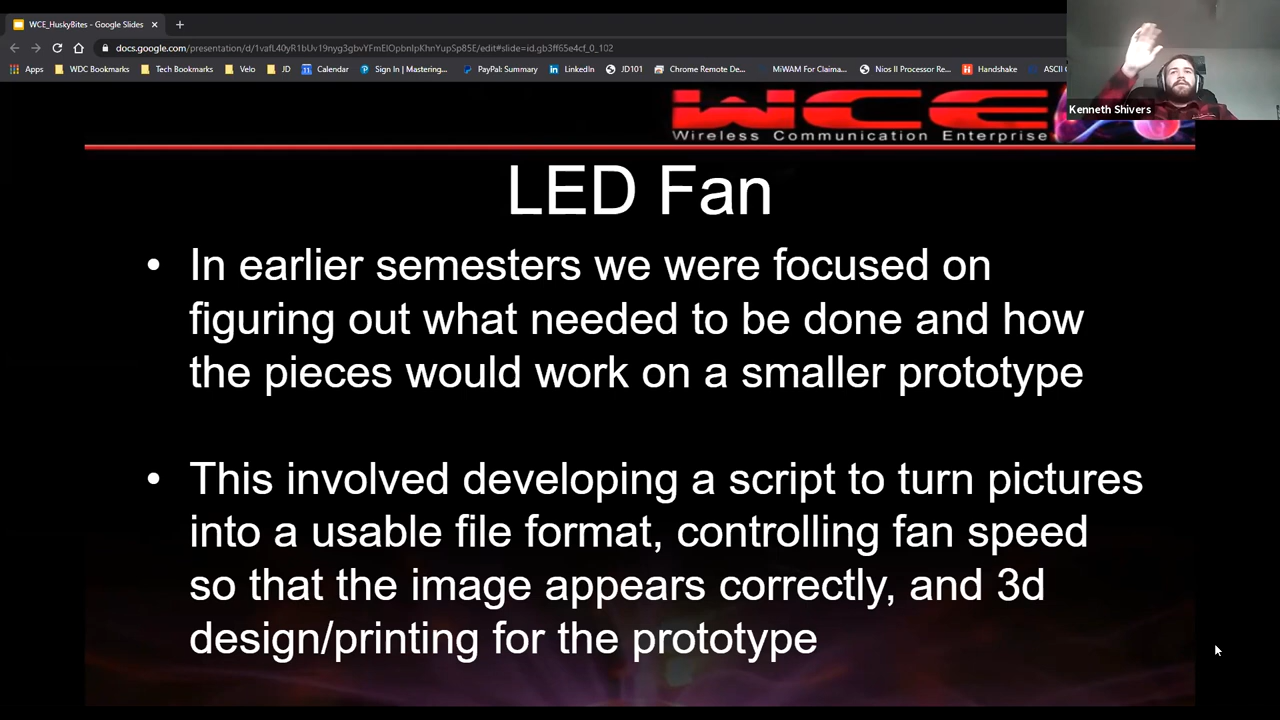 WCE_HuskyBites - Google Slides
docs.google.com/presentation/d/1vafL40yR1bUv19nyg3gbvYFmEIOpbnIpKhnYupSp85E/edit#slide=id.gb3ff65e4cf_0_102
Apps WDC Bookmarks Tech Bookmarks Velo JD Calendar Sign In | Mastering... PayPal: Summary LinkedIn JD101 Chrome Remote De... MiWAM For Claima... Nios II Processor Re... Handshake ASCII
Kenneth Shivers
WCE
Wireless Communication Enterprise
LED Fan
• In earlier semesters we were focused on
figuring out what needed to be done and how
the pieces would work on a smaller prototype
• This involved developing a script to turn pictures
into a usable file format, controlling fan speed
so that the image appears correctly, and 3d
design/printing for the prototype